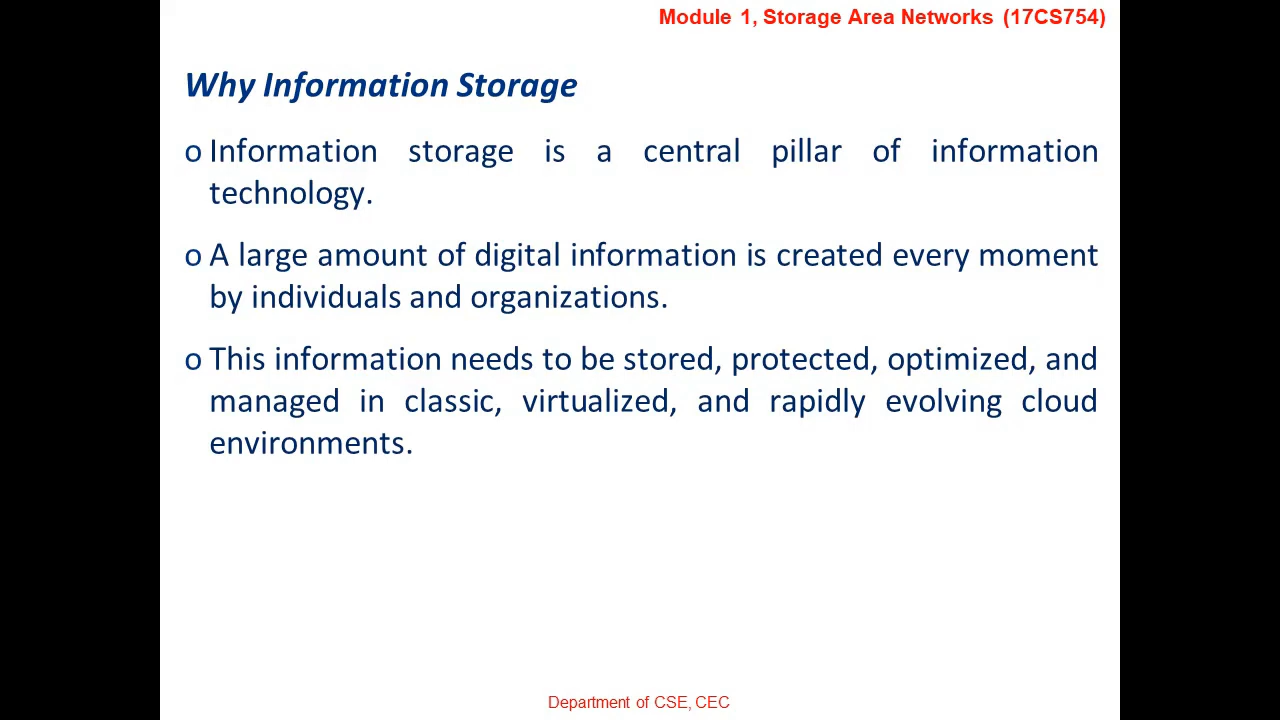 Module 1, Storage Area Networks (17CS754)
Why Information Storage
o Information storage is a central pillar of information
technology.
o A large amount of digital information is created every moment
by individuals and organizations.
o This information needs to be stored, protected, optimized, and
managed in classic, virtualized, and rapidly evolving cloud
environments.
Department of CSE, CEC